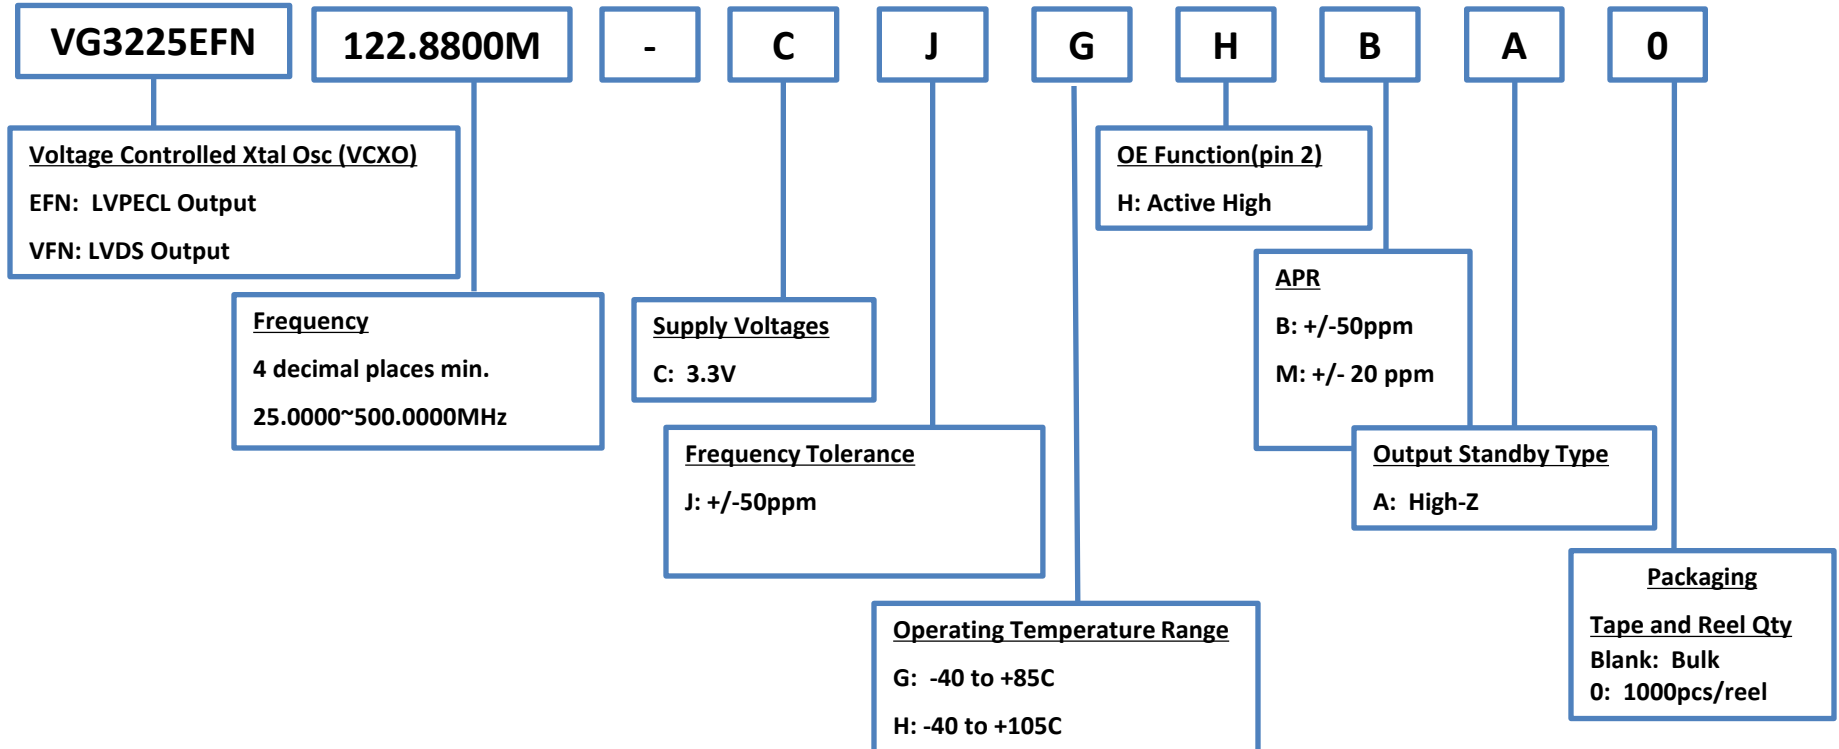 VG3225EFN 122.8800M - C J G H B A 0
Voltage Controlled Xtal Osc (VCXO)
EFN: LVPECL Output
VFN: LVDS Output
OE Function(pin 2)
H: Active High
Frequency
4 decimal places min.
25.0000~500.0000MHz
Supply Voltages
C: 3.3V
APR
B: +/-50ppm
M: +/- 20 ppm
Frequency Tolerance
J: +/-50ppm
Output Standby Type
A: High-Z
Operating Temperature Range
G: -40 to +85C
H: -40 to +105C
Packaging
Tape and Reel Qty
Blank: Bulk
0: 1000pcs/reel